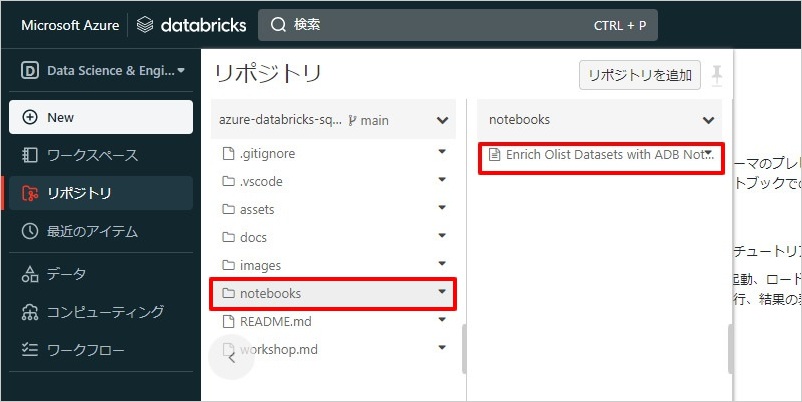 Microsoft Azure databricks 検索 CTRL + P
Data Science & Engi...
New
ワークスペース
リポジトリ
最近のアイテム
データ
コンピューティング
ワークフロー
リポジトリ
リポジトリを追加
azure-databricks-sq... main
.gitignore
.vscode
assets
docs
images
notebooks
README.md
workshop.md
notebooks
Enrich Olist Datasets with ADB Not...
ーマのプレ
トブックでの
チュートリア
起動、ロード
行、結果の表